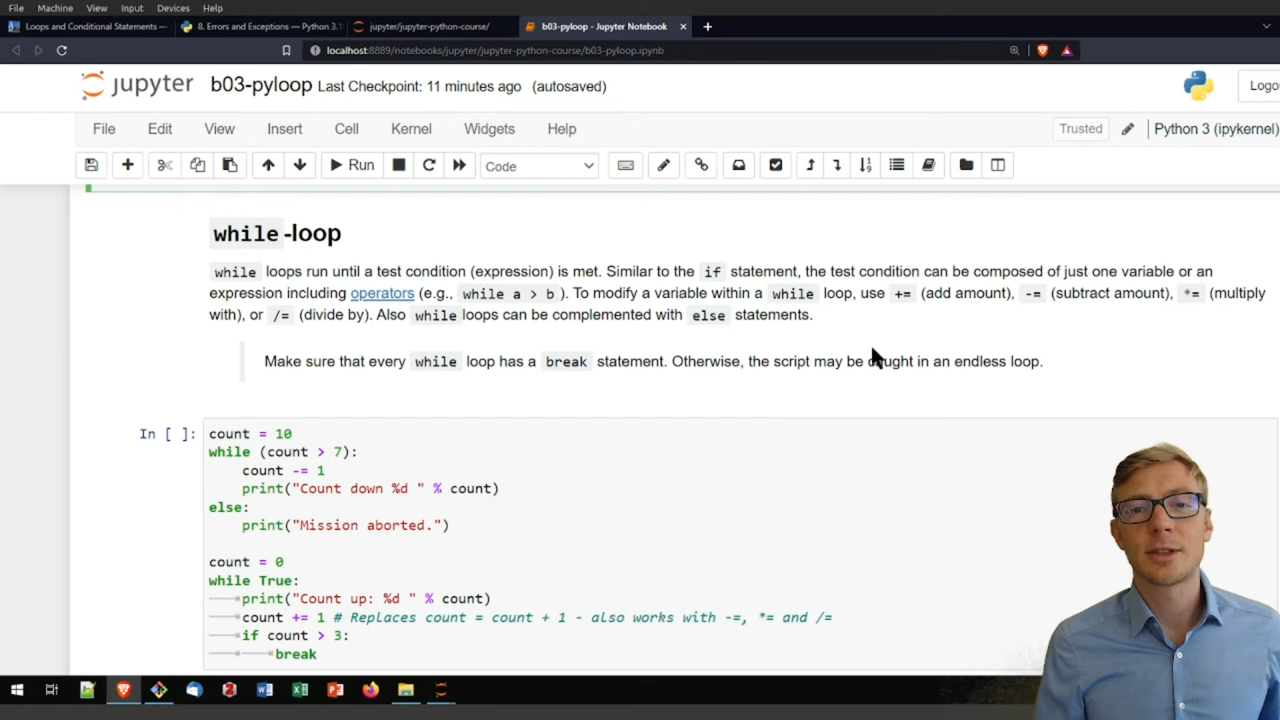 File Machine View Input Devices Help
Loops and Conditional Statements — 8. Errors and Exceptions — Python 3.1 jupyter/jupyter-python-course/ b03-pyloop - Jupyter Notebook
localhost:8889/notebooks/jupyter/jupyter-python-course/b03-pyloop.ipynb
jupyter b03-pyloop Last Checkpoint: 11 minutes ago (autosaved) Logo
File Edit View Insert Cell Kernel Widgets Help Trusted Python 3 (ipykernel)
Run Code
while-loop
while loops run until a test condition (expression) is met. Similar to the if statement, the test condition can be composed of just one variable or an
expression including operators (e.g., while a > b ). To modify a variable within a while loop, use += (add amount), -= (subtract amount), *= (multiply
with), or /= (divide by). Also while loops can be complemented with else statements.
Make sure that every while loop has a break statement. Otherwise, the script may be caught in an endless loop.
In [ ]: count = 10
while (count > 7):
count -= 1
print("Count down %d " % count)
else:
print("Mission aborted.")
count = 0
while True:
print("Count up: %d " % count)
count += 1 # Replaces count = count + 1 - also works with -=, *= and /=
if count > 3:
break